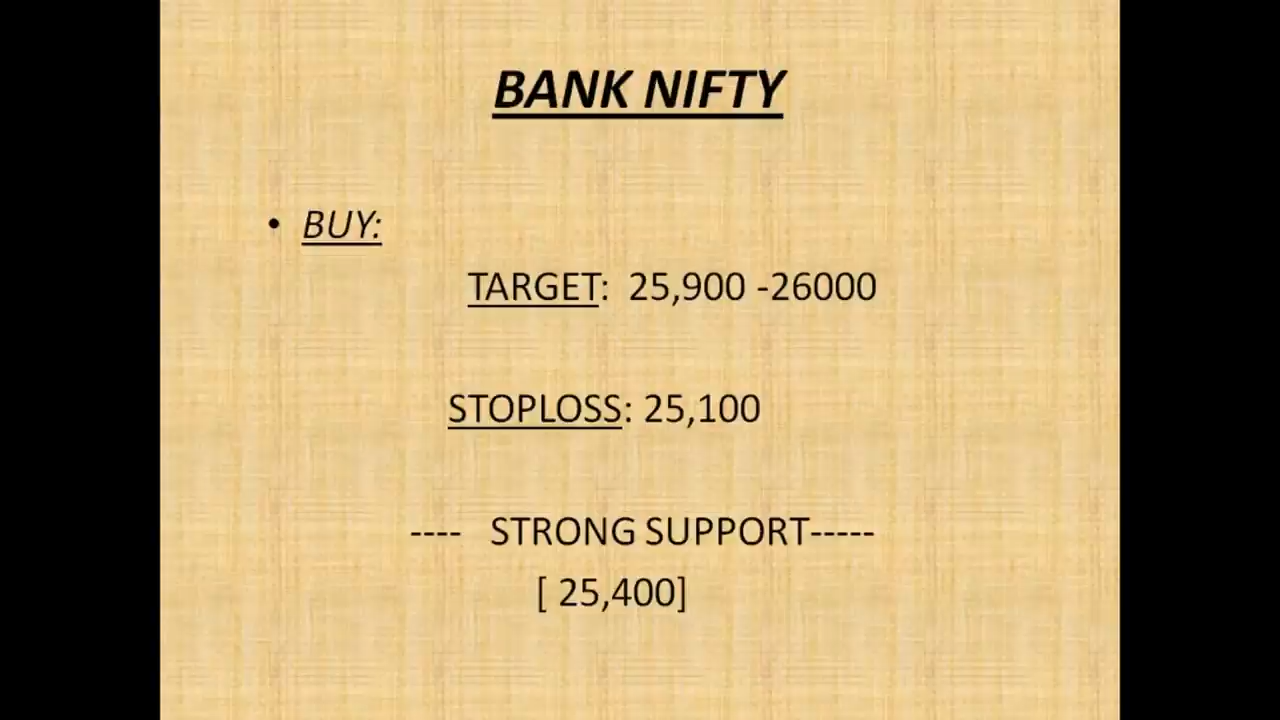 BANK NIFTY
• BUY:
TARGET: 25,900 -26000
STOPLOSS: 25,100
---- STRONG SUPPORT-----
[ 25,400]